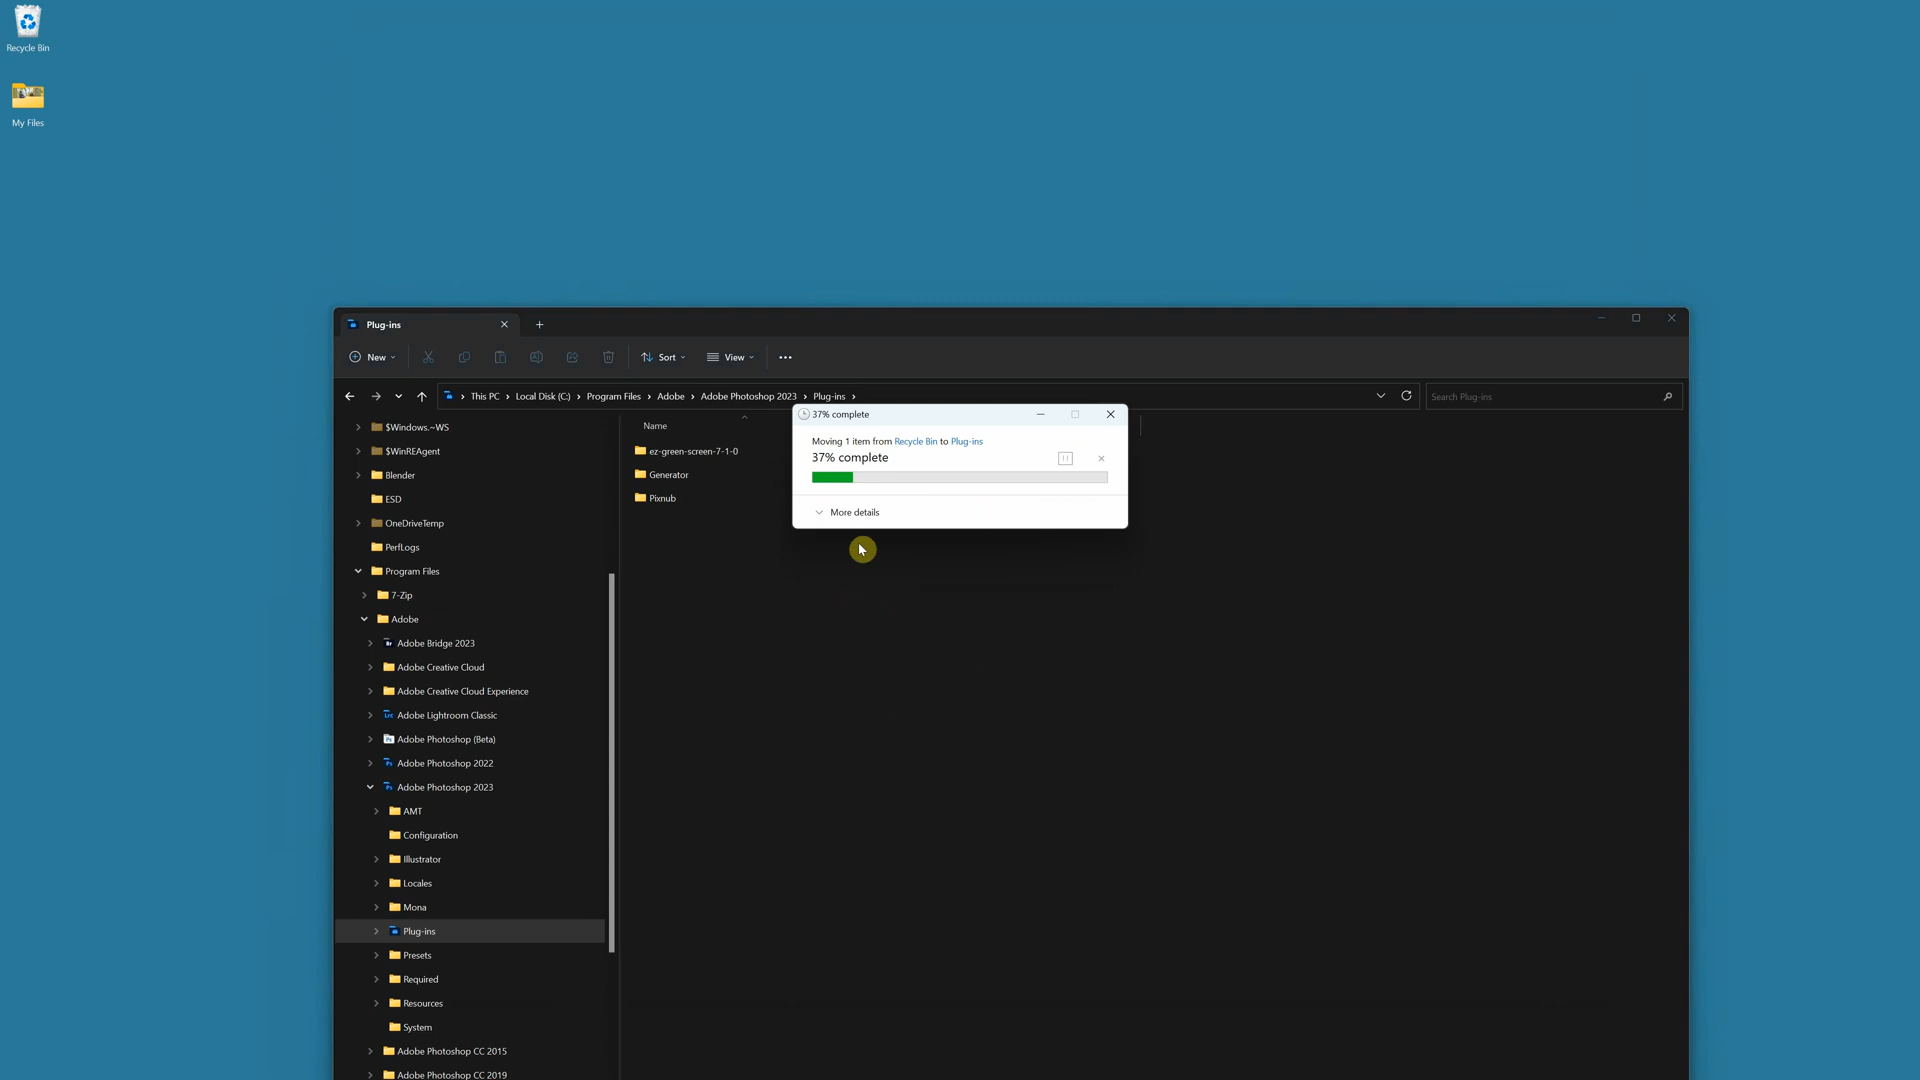 Recycle Bin
My Files
Plug-ins
New
Sort
View
This PC > Local Disk (C:) > Program Files > Adobe > Adobe Photoshop 2023 > Plug-ins >
Search Plug-ins
$Windows.~WS
$WinREAgent
Blender
ESD
OneDriveTemp
PerfLogs
Program Files
7-Zip
Adobe
Adobe Bridge 2023
Adobe Creative Cloud
Adobe Creative Cloud Experience
Adobe Lightroom Classic
Adobe Photoshop (Beta)
Adobe Photoshop 2022
Adobe Photoshop 2023
AMT
Configuration
Illustrator
Locales
Mona
Plug-ins
Presets
Required
Resources
System
Adobe Photoshop CC 2015
Adobe Photoshop CC 2019
Name
ez-green-screen-7-1-0
Generator
Pixnub
37% complete
Moving 1 item from Recycle Bin to Plug-ins
37% complete
More details